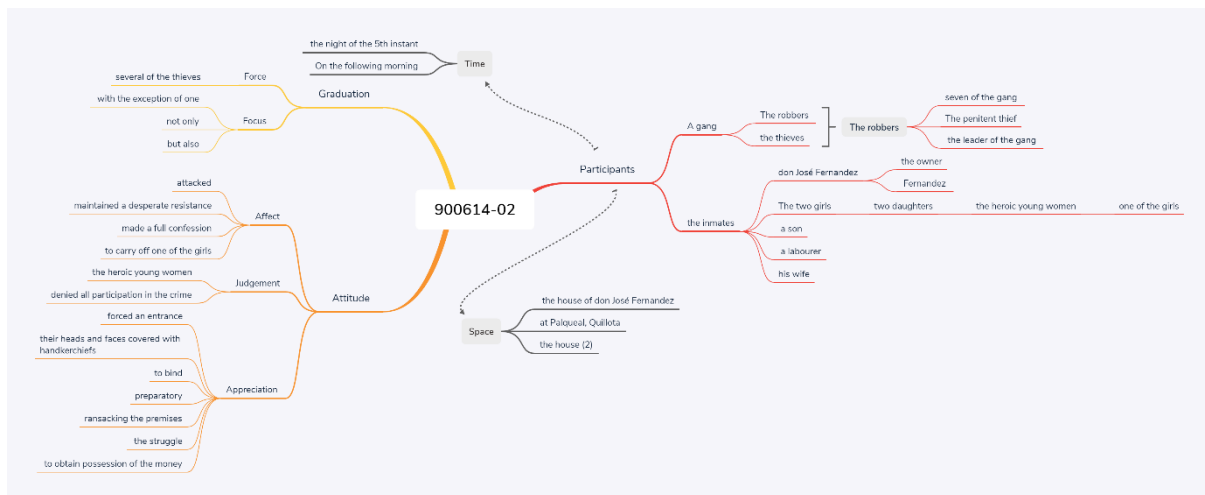 the night of the 5th instant
On the following morning
Time
several of the thieves
Force
with the exception of one
not only
but also
Focus
Graduation
attacked
maintained a desperate resistance
made a full confession
to carry off one of the girls
Affect
the heroic young women
denied all participation in the crime
Judgement
forced an entrance
their heads and faces covered with
handkerchiefs
to bind
preparatory
ransacking the premises
the struggle
to obtain possession of the money
Appreciation
Attitude
900614-02
Participants
A gang
The robbers
the thieves
The robbers
seven of the gang
The penitent thief
the leader of the gang
the inmates
don José Fernandez
the owner
Fernandez
The two girls
two daughters
the heroic young women
one of the girls
a son
a labourer
his wife
Space
the house of don José Fernandez
at Palqueal, Quillota
the house (2)